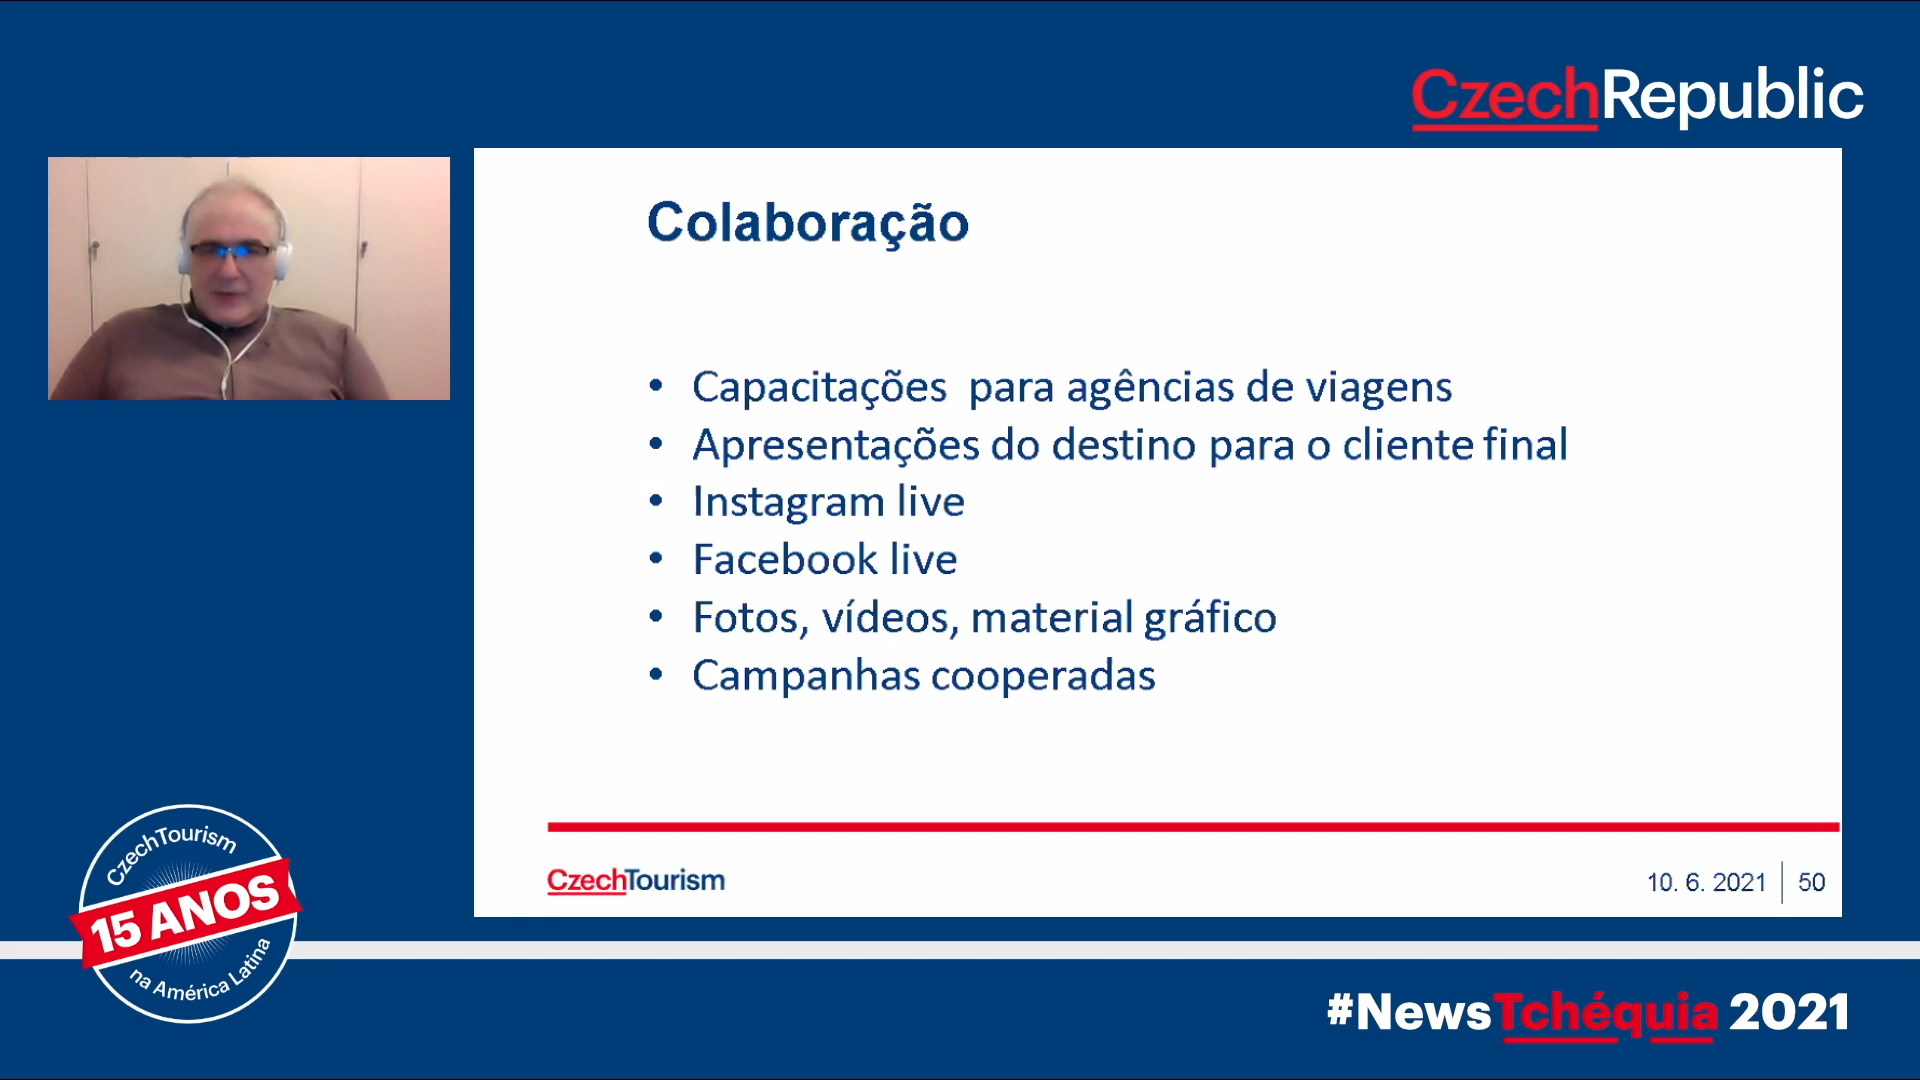 CzechRepublic
Colaboração
• Capacitações para agências de viagens
• Apresentações do destino para o cliente final
• Instagram live
• Facebook live
• Fotos, vídeos, material gráfico
• Campanhas cooperadas
CzechTourism
10. 6. 2021 | 50
CzechTourism
15 ANOS
na América Latina
#NewsTchéquia 2021